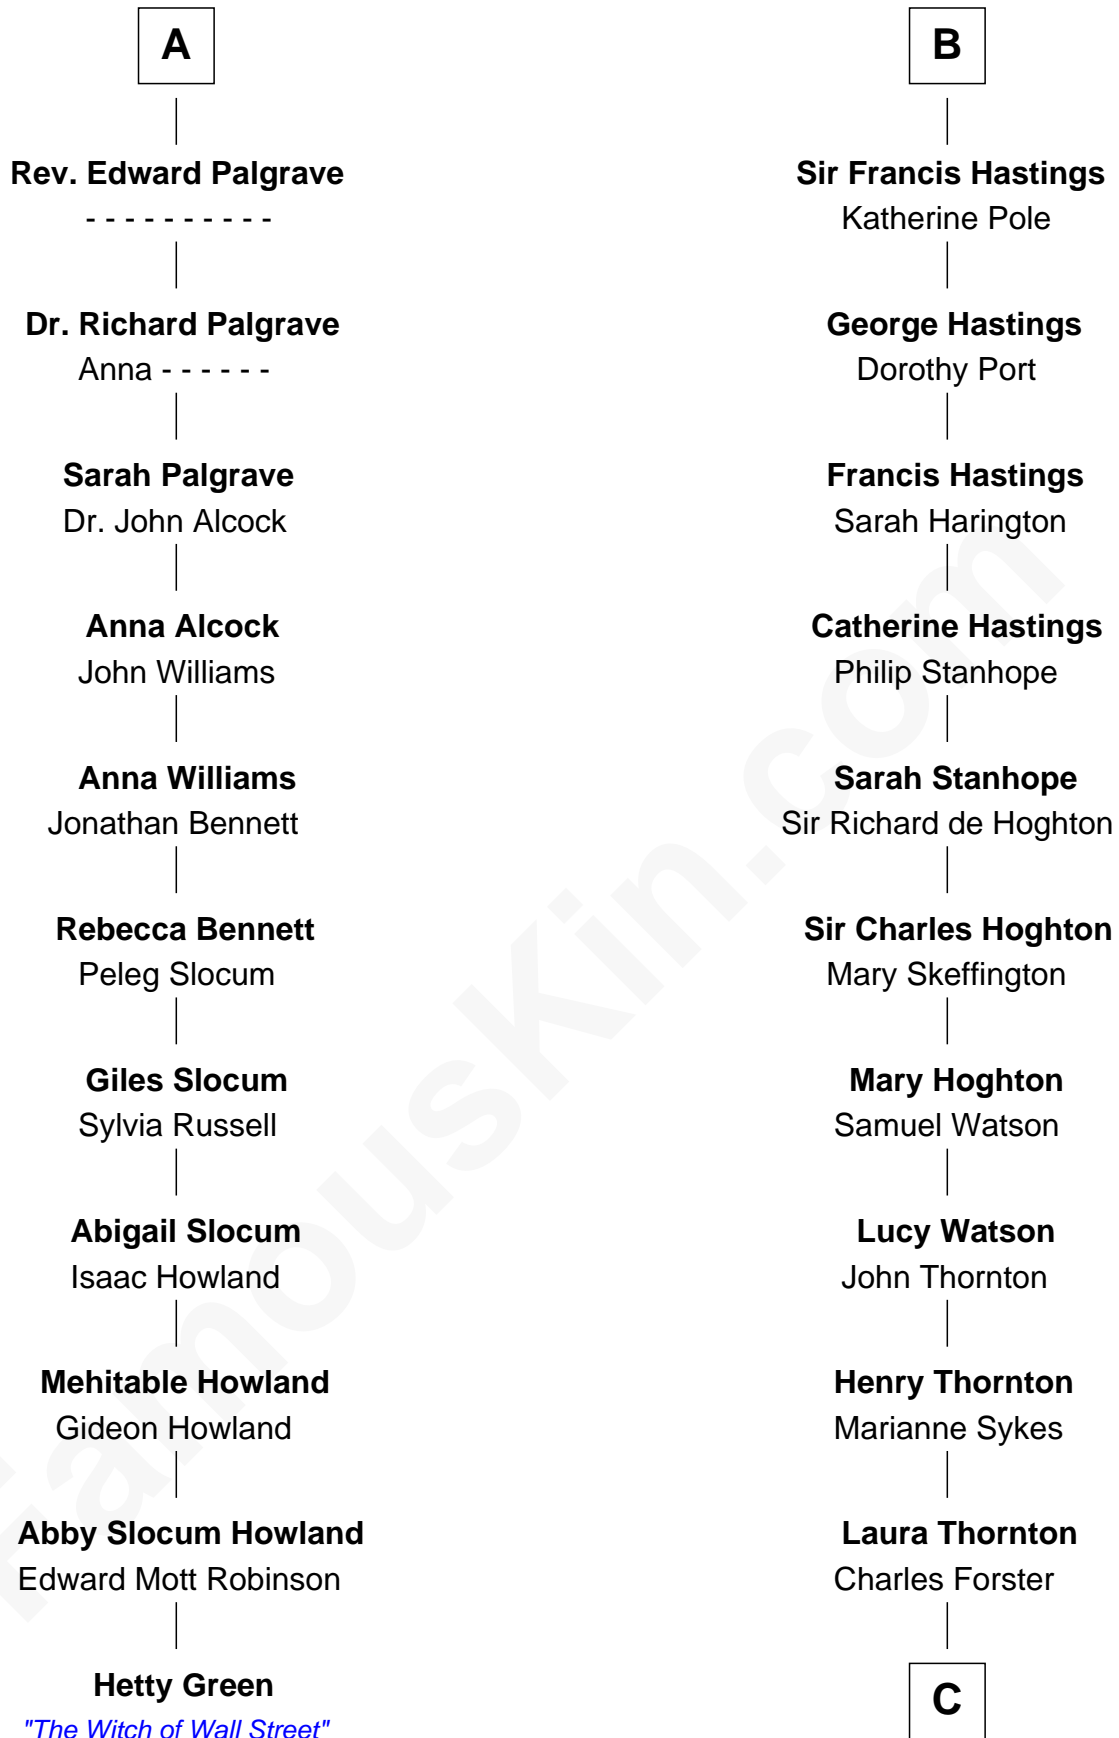 A
Rev. Edward Palgrave
- - - - - - - - - -
Dr. Richard Palgrave
Anna - - - - - -
Sarah Palgrave
Dr. John Alcock
Anna Alcock
John Williams
Anna Williams
Jonathan Bennett
Rebecca Bennett
Peleg Slocum
Giles Slocum
Sylvia Russell
Abigail Slocum
Isaac Howland
Mehitable Howland
Gideon Howland
Abby Slocum Howland
Edward Mott Robinson
Hetty Green
"The Witch of Wall Street"
B
Sir Francis Hastings
Katherine Pole
George Hastings
Dorothy Port
Francis Hastings
Sarah Harington
Catherine Hastings
Philip Stanhope
Sarah Stanhope
Sir Richard de Hoghton
Sir Charles Hoghton
Mary Skeffington
Mary Hoghton
Samuel Watson
Lucy Watson
John Thornton
Henry Thornton
Marianne Sykes
Laura Thornton
Charles Forster
C
FamousKin.com